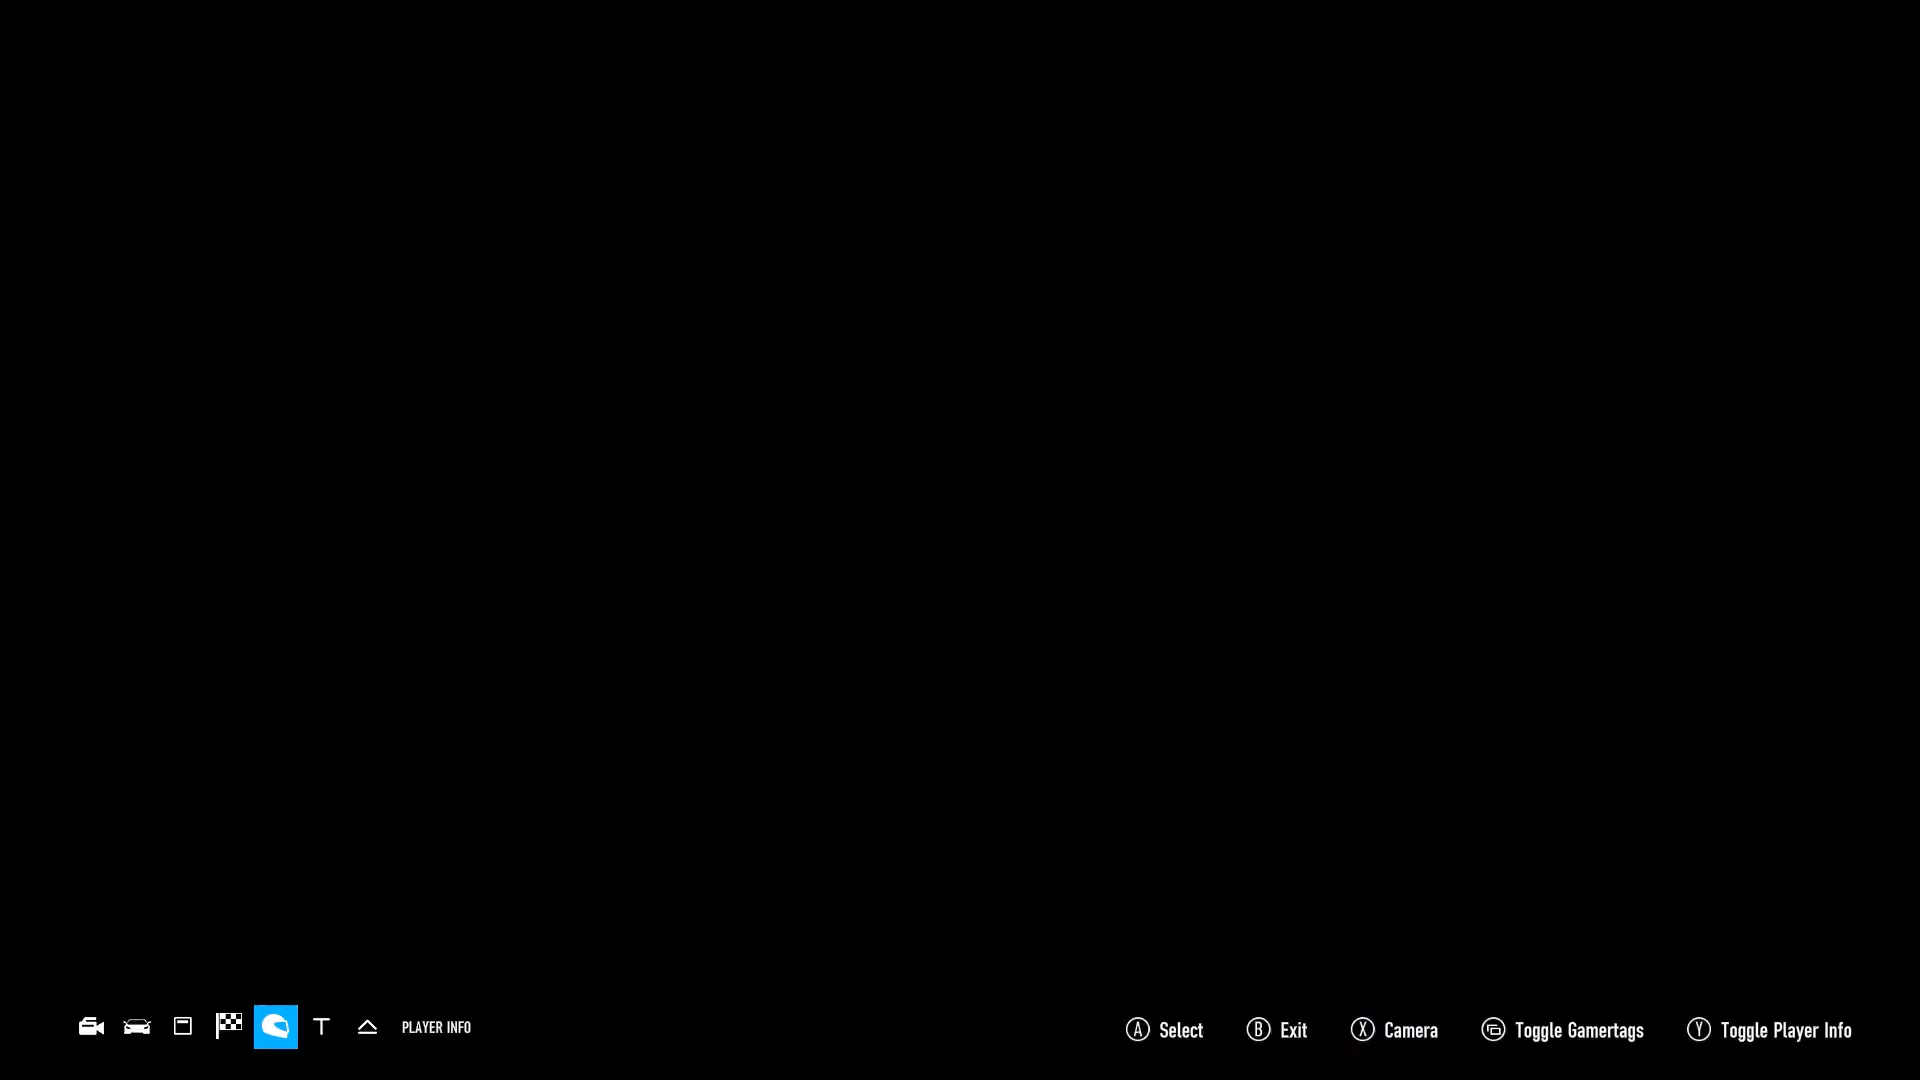 PLAYER INFO
A Select
B Exit
X Camera
Toggle Gamertags
Y Toggle Player Info